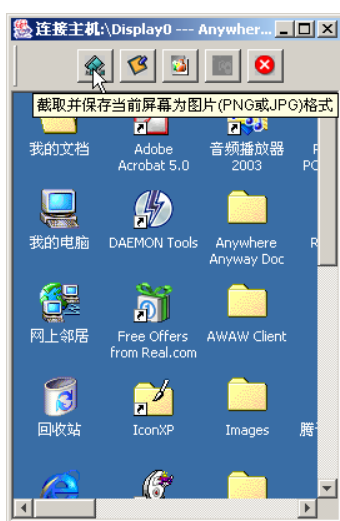 连接主机:\Display0 --- Anywher...
截取并保存当前屏幕为图片(PNG或JPG)格式
我的文档
Adobe
Acrobat 5.0
音频播放器
2003
PC
我的电脑
DAEMON Tools
Anywhere
Anyway Doc
R
网上邻居
Free Offers
from Real.com
AWAW Client
回收站
IconXP
Images
腾